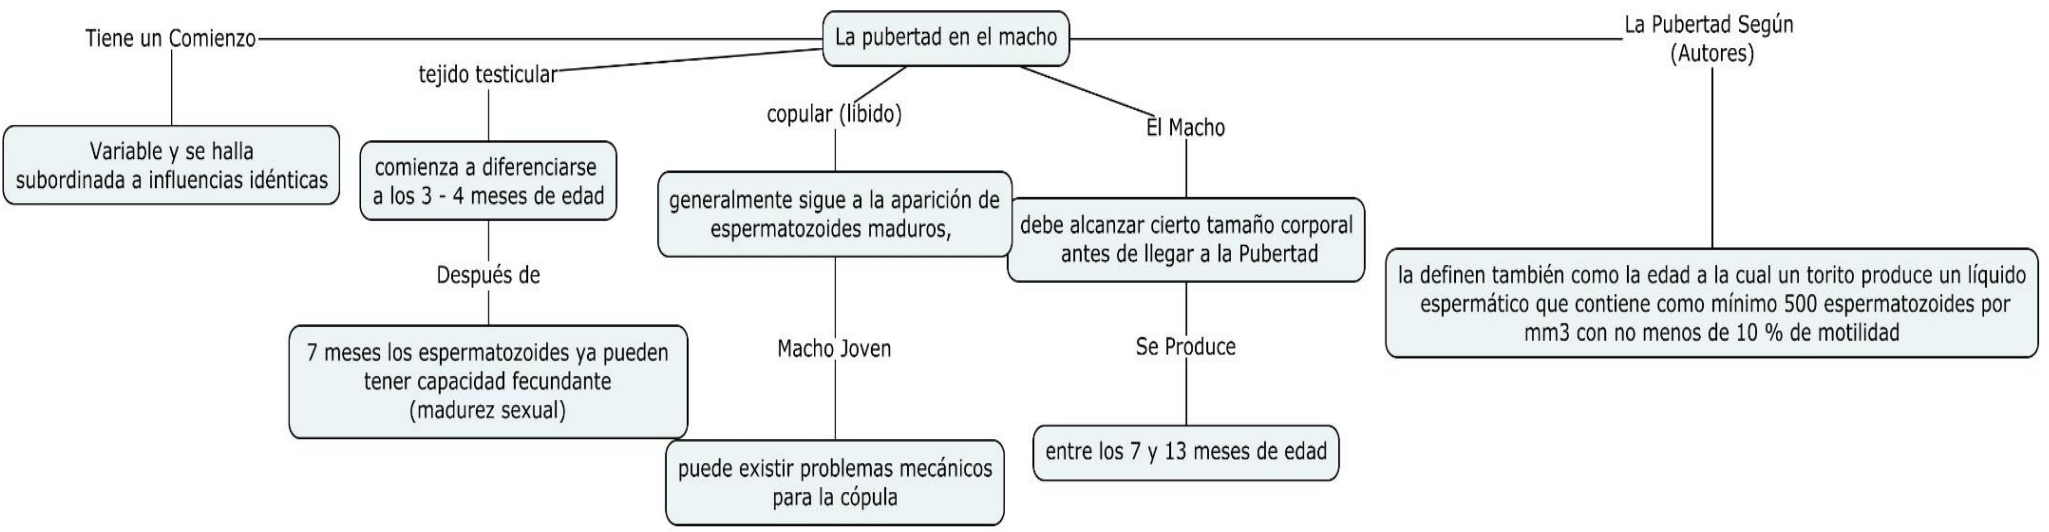 La pubertad en el macho
Tiene un Comienzo
Variable y se halla
subordinada a influencias idénticas
tejido testicular
comienza a diferenciarse
a los 3 - 4 meses de edad
Después de
7 meses los espermatozoides ya pueden
tener capacidad fecundante
(madurez sexual)
copular (líbido)
generalmente sigue a la aparición de
espermatozoides maduros,
Macho Joven
puede existir problemas mecánicos
para la cópula
El Macho
debe alcanzar cierto tamaño corporal
antes de llegar a la Pubertad
Se Produce
entre los 7 y 13 meses de edad
La Pubertad Según
(Autores)
la definen también como la edad a la cual un torito produce un líquido
espermático que contiene como mínimo 500 espermatozoides por
mm3 con no menos de 10 % de motilidad